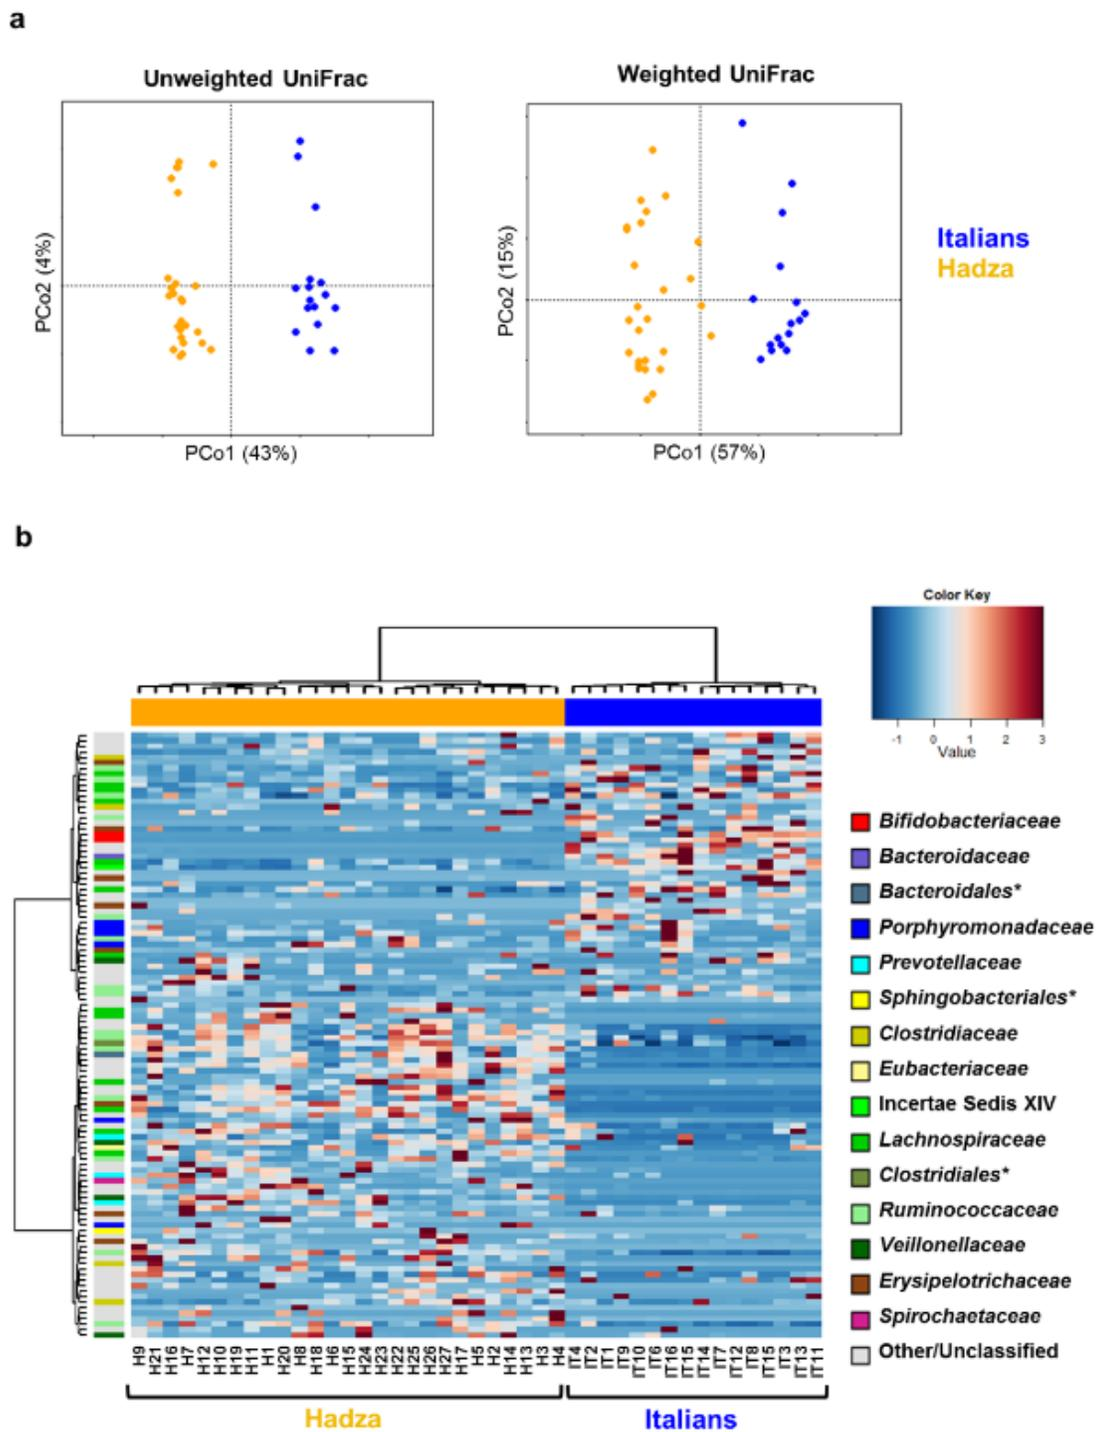 a
Unweighted UniFrac
Weighted UniFrac
PCo2 (4%)
PCo1 (43%)
PCo2 (15%)
PCo1 (57%)
Italians
Hadza
b
Color Key
-1 0 1 2 3
Value
Bifidobacteriaceae
Bacteroidaceae
Bacteroidales*
Porphyromonadaceae
Prevotellaceae
Sphingobacteriales*
Clostridiaceae
Eubacteriaceae
Incertae Sedis XIV
Lachnospiraceae
Clostridiales*
Ruminococcaceae
Veillonellaceae
Erysipelotrichaceae
Spirochaetaceae
Other/Unclassified
H9 H21 H16 H7 H12 H10 H19 H11 H1 H20 H8 H18 H6 H15 H24 H23 H22 H25 H26 H27 H17 H5 H2 H14 H13 H3 H4 IT4 IT2 IT1 IT9 IT10 IT6 IT16 IT15 IT14 IT7 IT12 IT8 IT15 IT3 IT13 IT11
Hadza
Italians